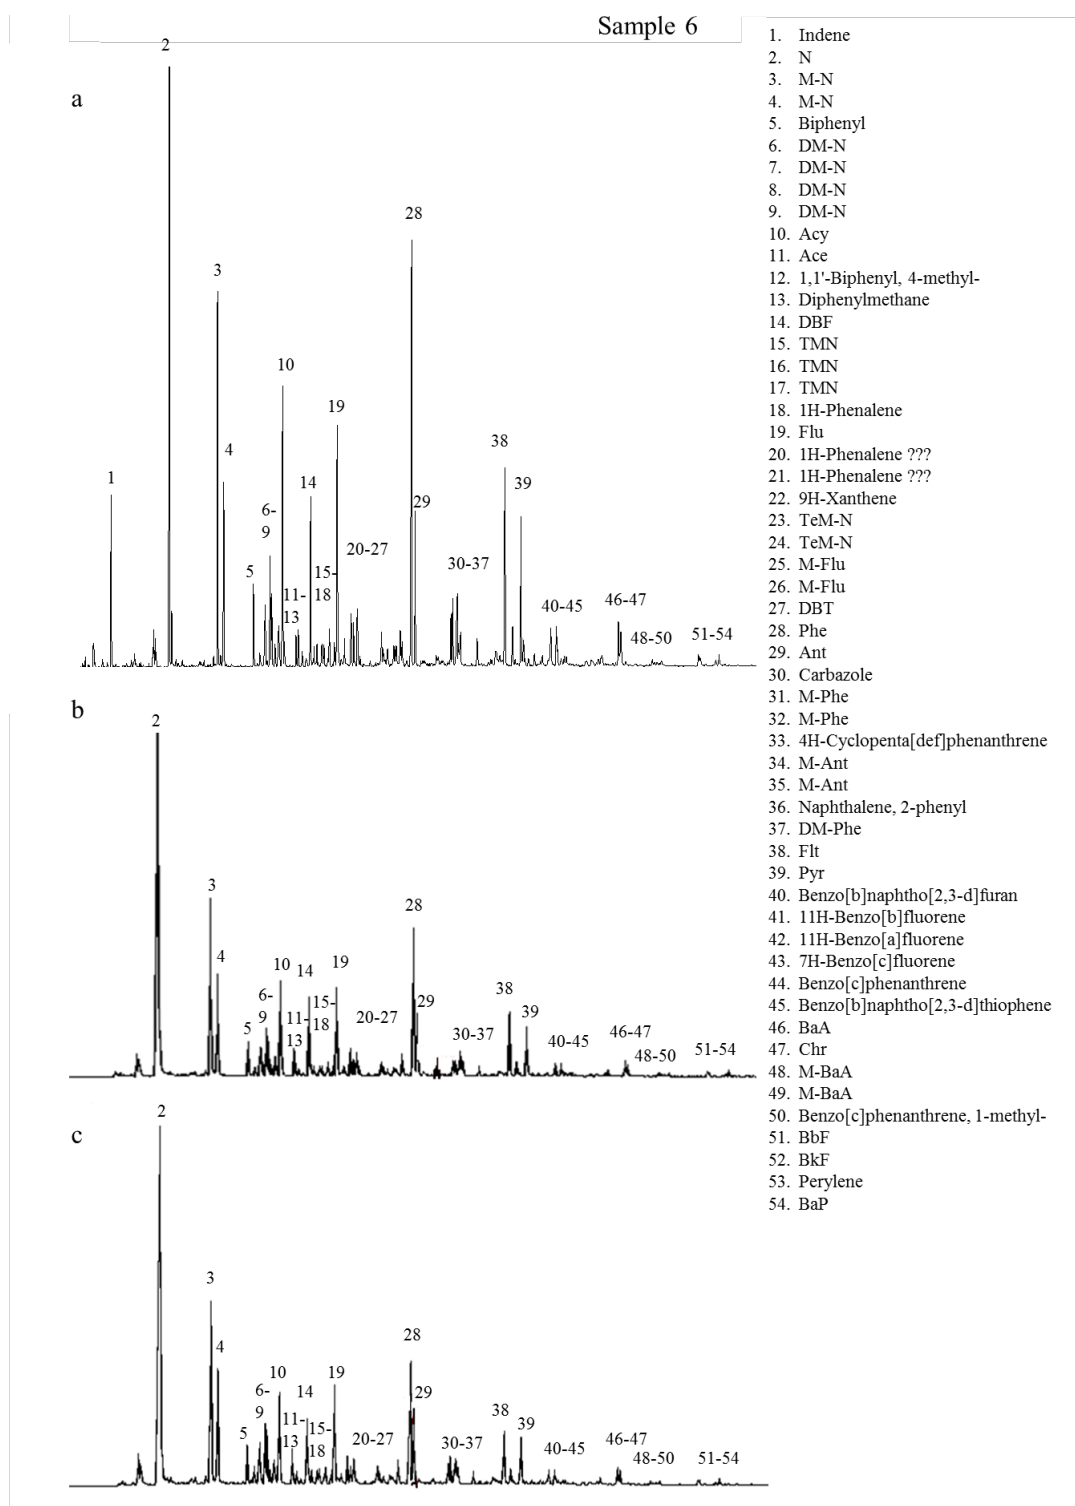 Sample 6
a
2
28
3
10
19
38
4
1
14
39
29
6-
9
5
11-
13
15-
18
20-27
30-37
40-45
46-47
48-50
51-54
b
2
3
28
4
10
14
19
38
6-
9
5
11-
13
15-
18
20-27
29
39
30-37
40-45
46-47
48-50
51-54
c
2
3
28
4
10
14
19
29
6-
9
5
11-
13
15-
18
20-27
38
39
30-37
40-45
46-47
48-50
51-54
1. Indene
2. N
3. M-N
4. M-N
5. Biphenyl
6. DM-N
7. DM-N
8. DM-N
9. DM-N
10. Acy
11. Ace
12. 1,1'-Biphenyl, 4-methyl-
13. Diphenylmethane
14. DBF
15. TMN
16. TMN
17. TMN
18. 1H-Phenalene
19. Flu
20. 1H-Phenalene ???
21. 1H-Phenalene ???
22. 9H-Xanthene
23. TeM-N
24. TeM-N
25. M-Flu
26. M-Flu
27. DBT
28. Phe
29. Ant
30. Carbazole
31. M-Phe
32. M-Phe
33. 4H-Cyclopenta[def]phenanthrene
34. M-Ant
35. M-Ant
36. Naphthalene, 2-phenyl
37. DM-Phe
38. Flt
39. Pyr
40. Benzo[b]naphtho[2,3-d]furan
41. 11H-Benzo[b]fluorene
42. 11H-Benzo[a]fluorene
43. 7H-Benzo[c]fluorene
44. Benzo[c]phenanthrene
45. Benzo[b]naphtho[2,3-d]thiophene
46. BaA
47. Chr
48. M-BaA
49. M-BaA
50. Benzo[c]phenanthrene, 1-methyl-
51. BbF
52. BkF
53. Perylene
54. BaP